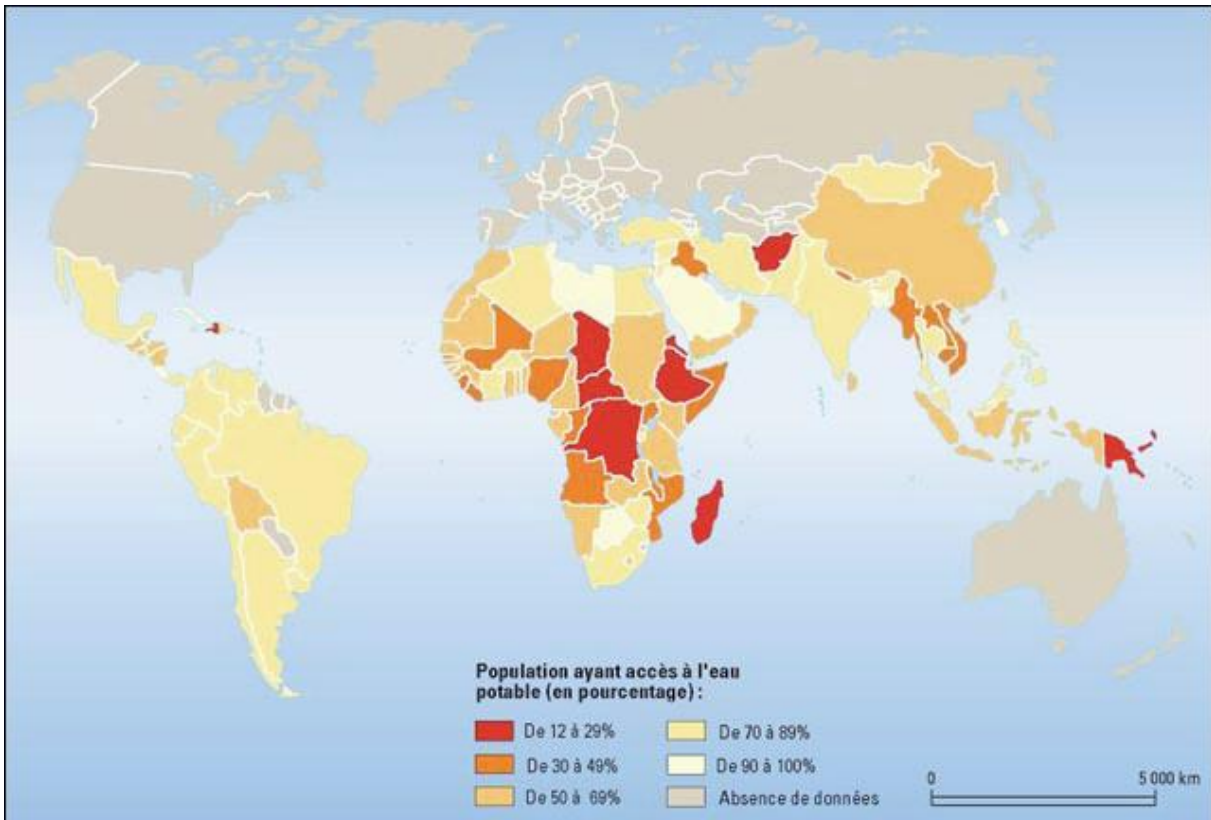 Population ayant accès à l'eau
potable (en pourcentage) :
De 12 à 29%
De 30 à 49%
De 50 à 69%
De 70 à 89%
De 90 à 100%
Absence de données
0 5 000 km